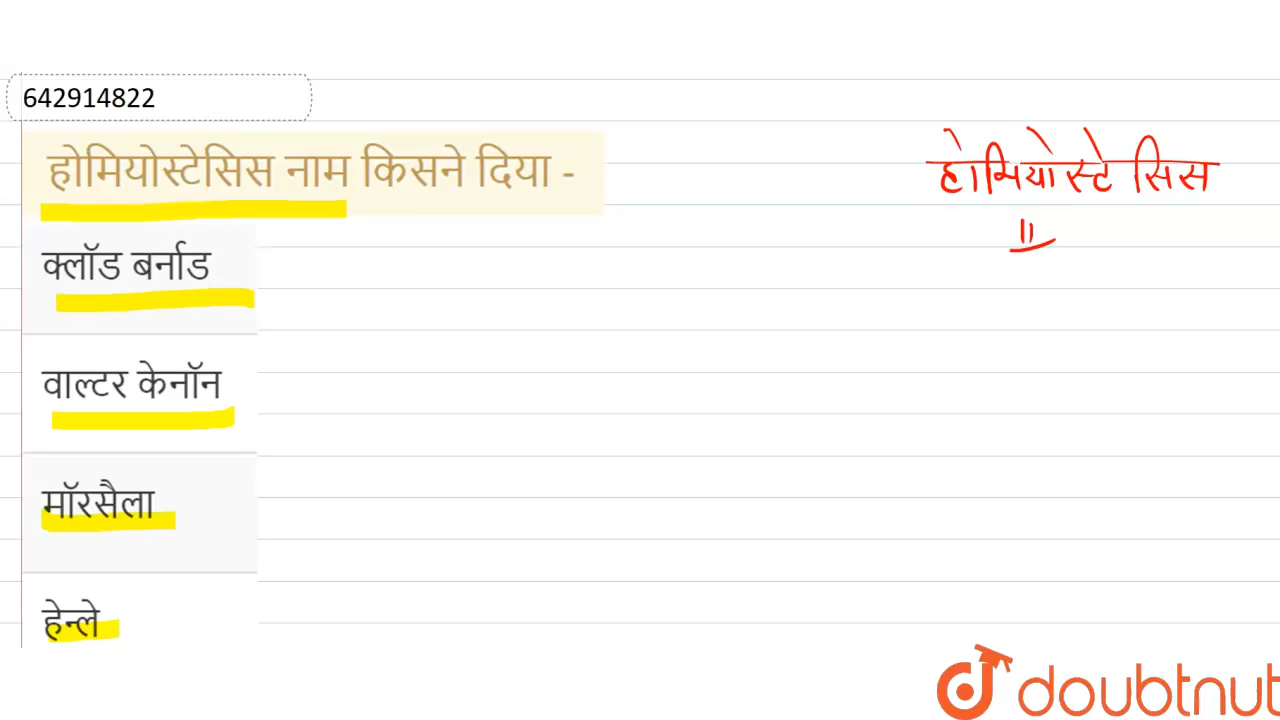 642914822
होमियोस्टेसिस नाम किसने दिया -
होमियोस्टेसिस
क्लॉड बर्नाड
वाल्टर केनॉन
मॉरसैला
हेन्ले
doubtnut